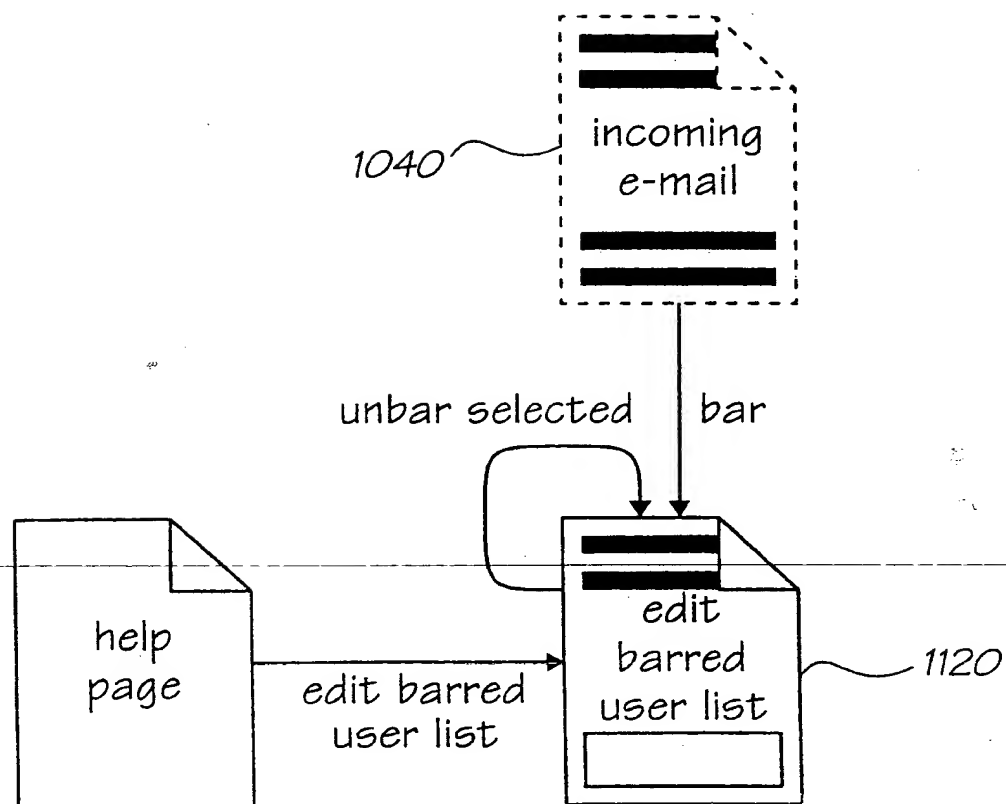 incoming
e-mail
1040
unbar selected
bar
help
page
edit barred
user list
edit
barred
user list
1120